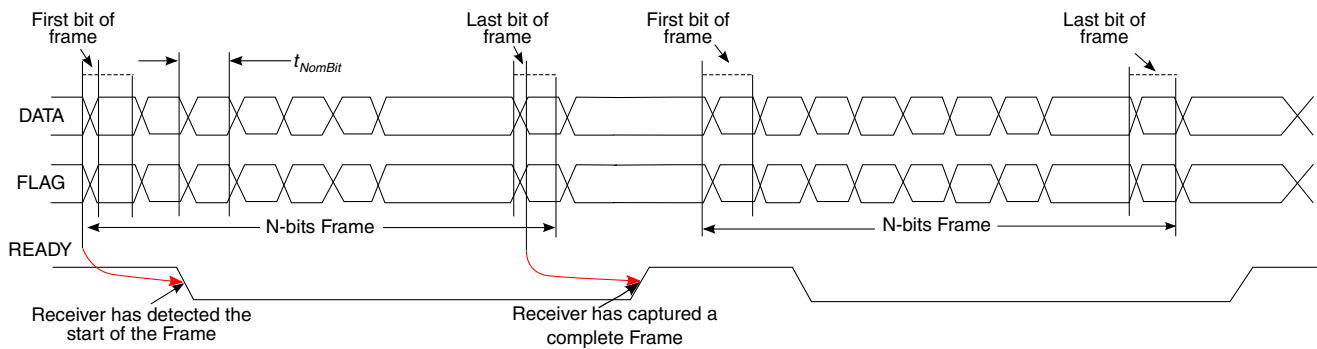 First bit of
frame
Last bit of
frame
First bit of
frame
Last bit of
frame
tNomBit
DATA
FLAG
N-bits Frame
N-bits Frame
READY
Receiver has detected the
start of the Frame
Receiver has captured a
complete Frame